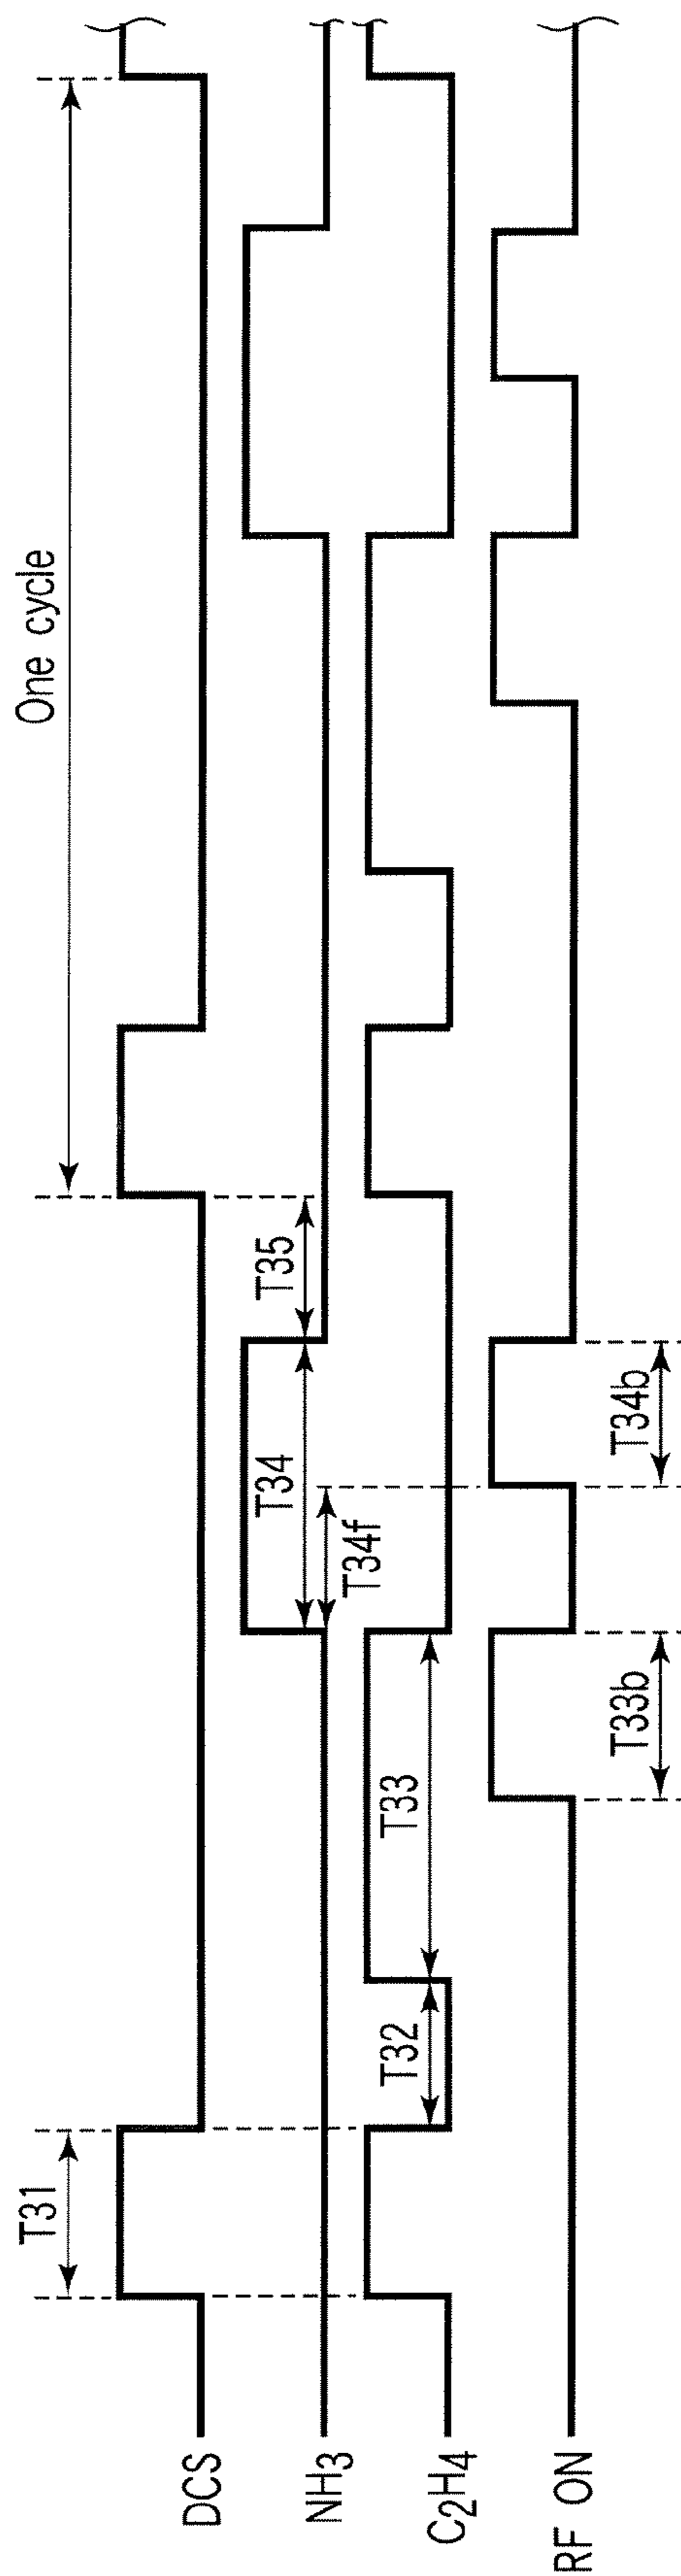 One cycle
T31
DCS
T34
T35
NH3
T34f
T32
T33
C2H4
RF ON
T33b
T34b